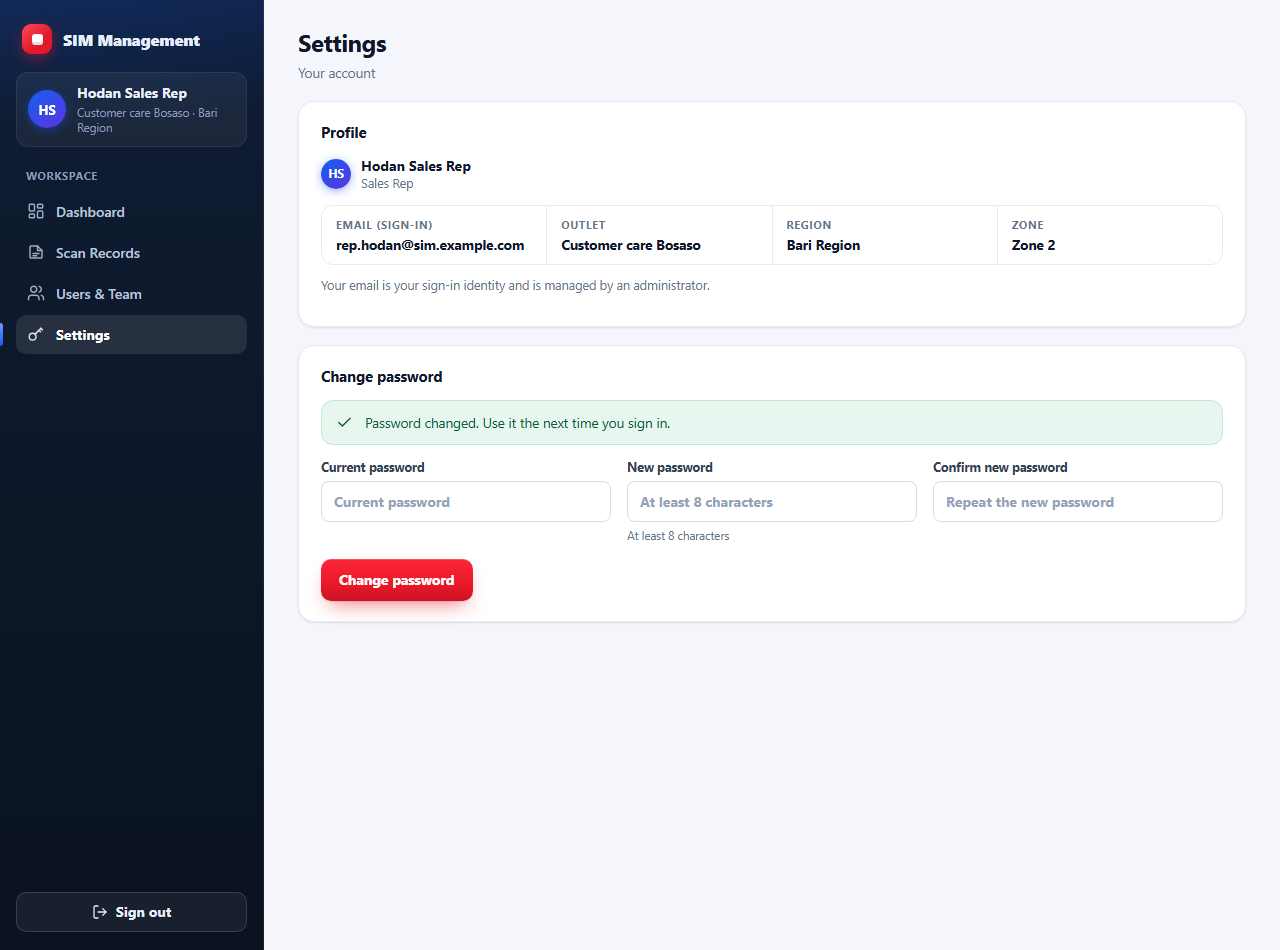 SIM Management
HS
Hodan Sales Rep
Customer care Bosaso · Bari
Region
WORKSPACE
Dashboard
Scan Records
Users & Team
Settings
Sign out
Settings
Your account
Profile
HS
Hodan Sales Rep
Sales Rep
EMAIL (SIGN-IN)
rep.hodan@sim.example.com
OUTLET
Customer care Bosaso
REGION
Bari Region
ZONE
Zone 2
Your email is your sign-in identity and is managed by an administrator.
Change password
Password changed. Use it the next time you sign in.
Current password
Current password
New password
At least 8 characters
At least 8 characters
Confirm new password
Repeat the new password
Change password